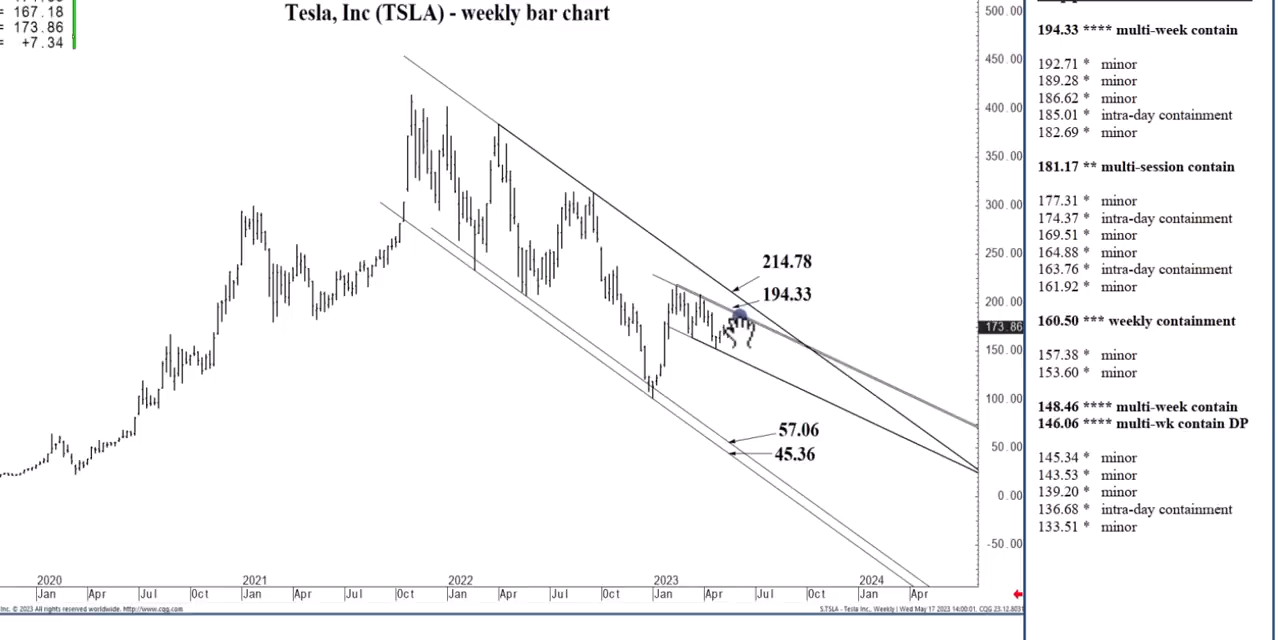 Tesla, Inc (TSLA) - weekly bar chart
= 167.18
= 173.86
= +7.34
500.00
450.00
400.00
350.00
300.00
250.00
200.00
173.86
150.00
100.00
50.00
0.00
-50.00
214.78
194.33
57.06
45.36
2020 2021 2022 2023 2024
Jan Apr Jul Oct Jan Apr Jul Oct Jan Apr Jul Oct Jan Apr Jul Oct Jan Apr
Inc. © 2023 All rights reserved worldwide. http://www.cqg.com
S.TSLA - Tesla Inc., Weekly | Wed May 17 2023 14:00:01, CQG 23.12.8031
194.33 **** multi-week contain
192.71 * minor
189.28 * minor
186.62 * minor
185.01 * intra-day containment
182.69 * minor
181.17 ** multi-session contain
177.31 * minor
174.37 * intra-day containment
169.51 * minor
164.88 * minor
163.76 * intra-day containment
161.92 * minor
160.50 *** weekly containment
157.38 * minor
153.60 * minor
148.46 **** multi-week contain
146.06 **** multi-wk contain DP
145.34 * minor
143.53 * minor
139.20 * minor
136.68 * intra-day containment
133.51 * minor